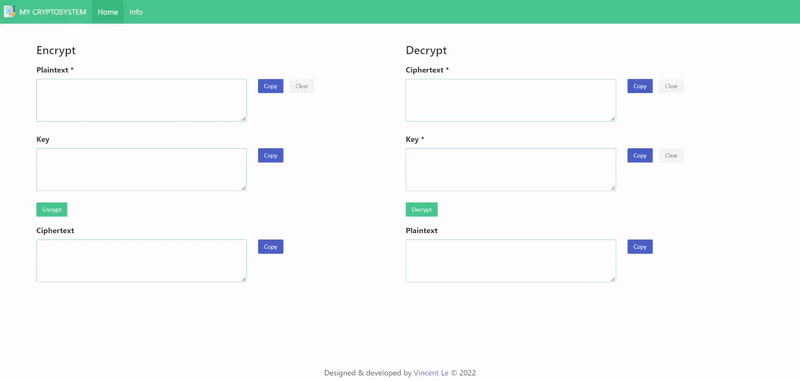 MY CRYPTOSYSTEM Home Info
Encrypt
Plaintext *
Copy Clear
Key
Copy
Encrypt
Ciphertext
Copy
Decrypt
Ciphertext *
Copy Clear
Key *
Copy Clear
Decrypt
Plaintext
Copy
Designed & developed by Vincent Le © 2022